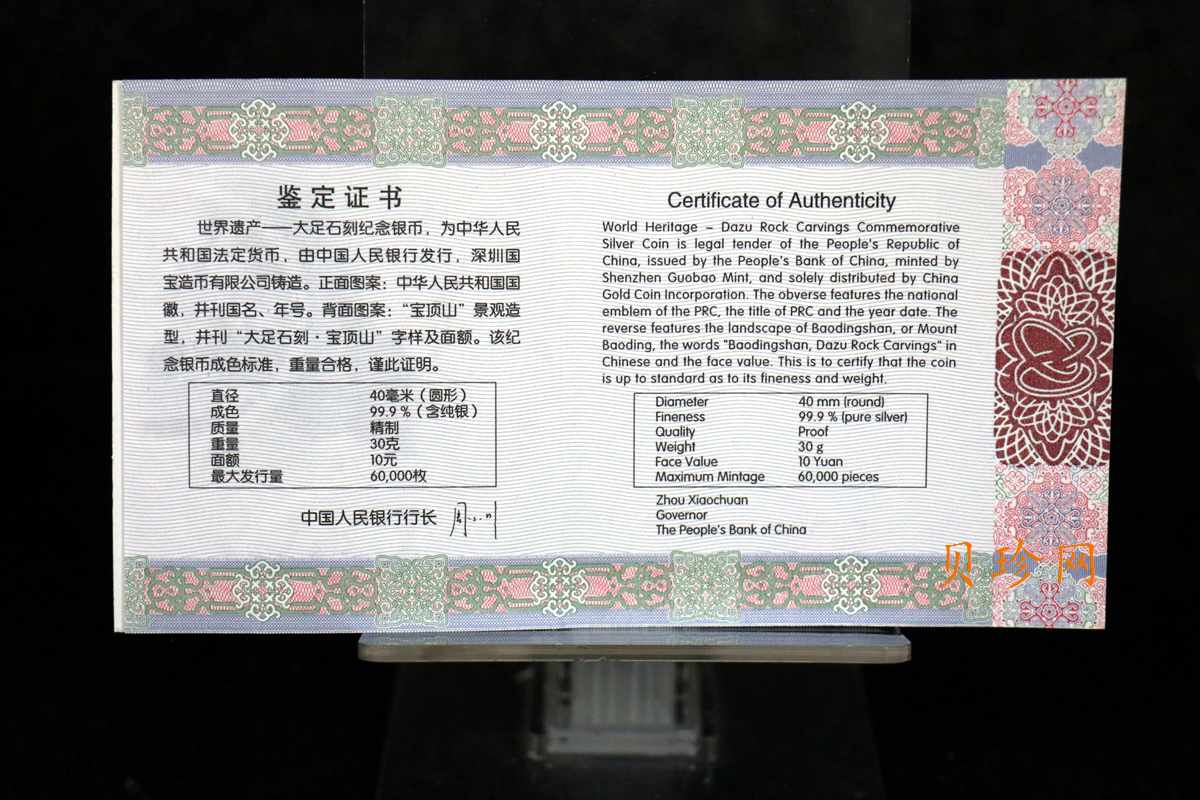 鉴定证书
世界遗产——大足石刻纪念银币，为中华人民
共和国法定货币，由中国人民银行发行，深圳国
宝造币有限公司铸造。正面图案：中华人民共和国国
徽，并刊国名、年号。背面图案：“宝顶山”景观造
型，并刊“大足石刻·宝顶山”字样及面额。该纪
念银币成色标准，重量合格，谨此证明。
直径 40毫米（圆形）
成色 99.9％（含纯银）
质量 精制
重量 30克
面额 10元
最大发行量 60,000枚
中国人民银行行长
Certificate of Authenticity
World Heritage – Dazu Rock Carvings Commemorative
Silver Coin is legal tender of the People's Republic of
China, issued by the People's Bank of China, minted by
Shenzhen Guobao Mint, and solely distributed by China
Gold Coin Incorporation. The obverse features the national
emblem of the PRC, the title of PRC and the year date. The
reverse features the landscape of Baodingshan, or Mount
Baoding, the words "Baodingshan, Dazu Rock Carvings" in
Chinese and the face value. This is to certify that the coin
is up to standard as to its fineness and weight.
Diameter 40 mm (round)
Fineness 99.9 % (pure silver)
Quality Proof
Weight 30 g
Face Value 10 Yuan
Maximum Mintage 60,000 pieces
Zhou Xiaochuan
Governor
The People's Bank of China
贝珍网